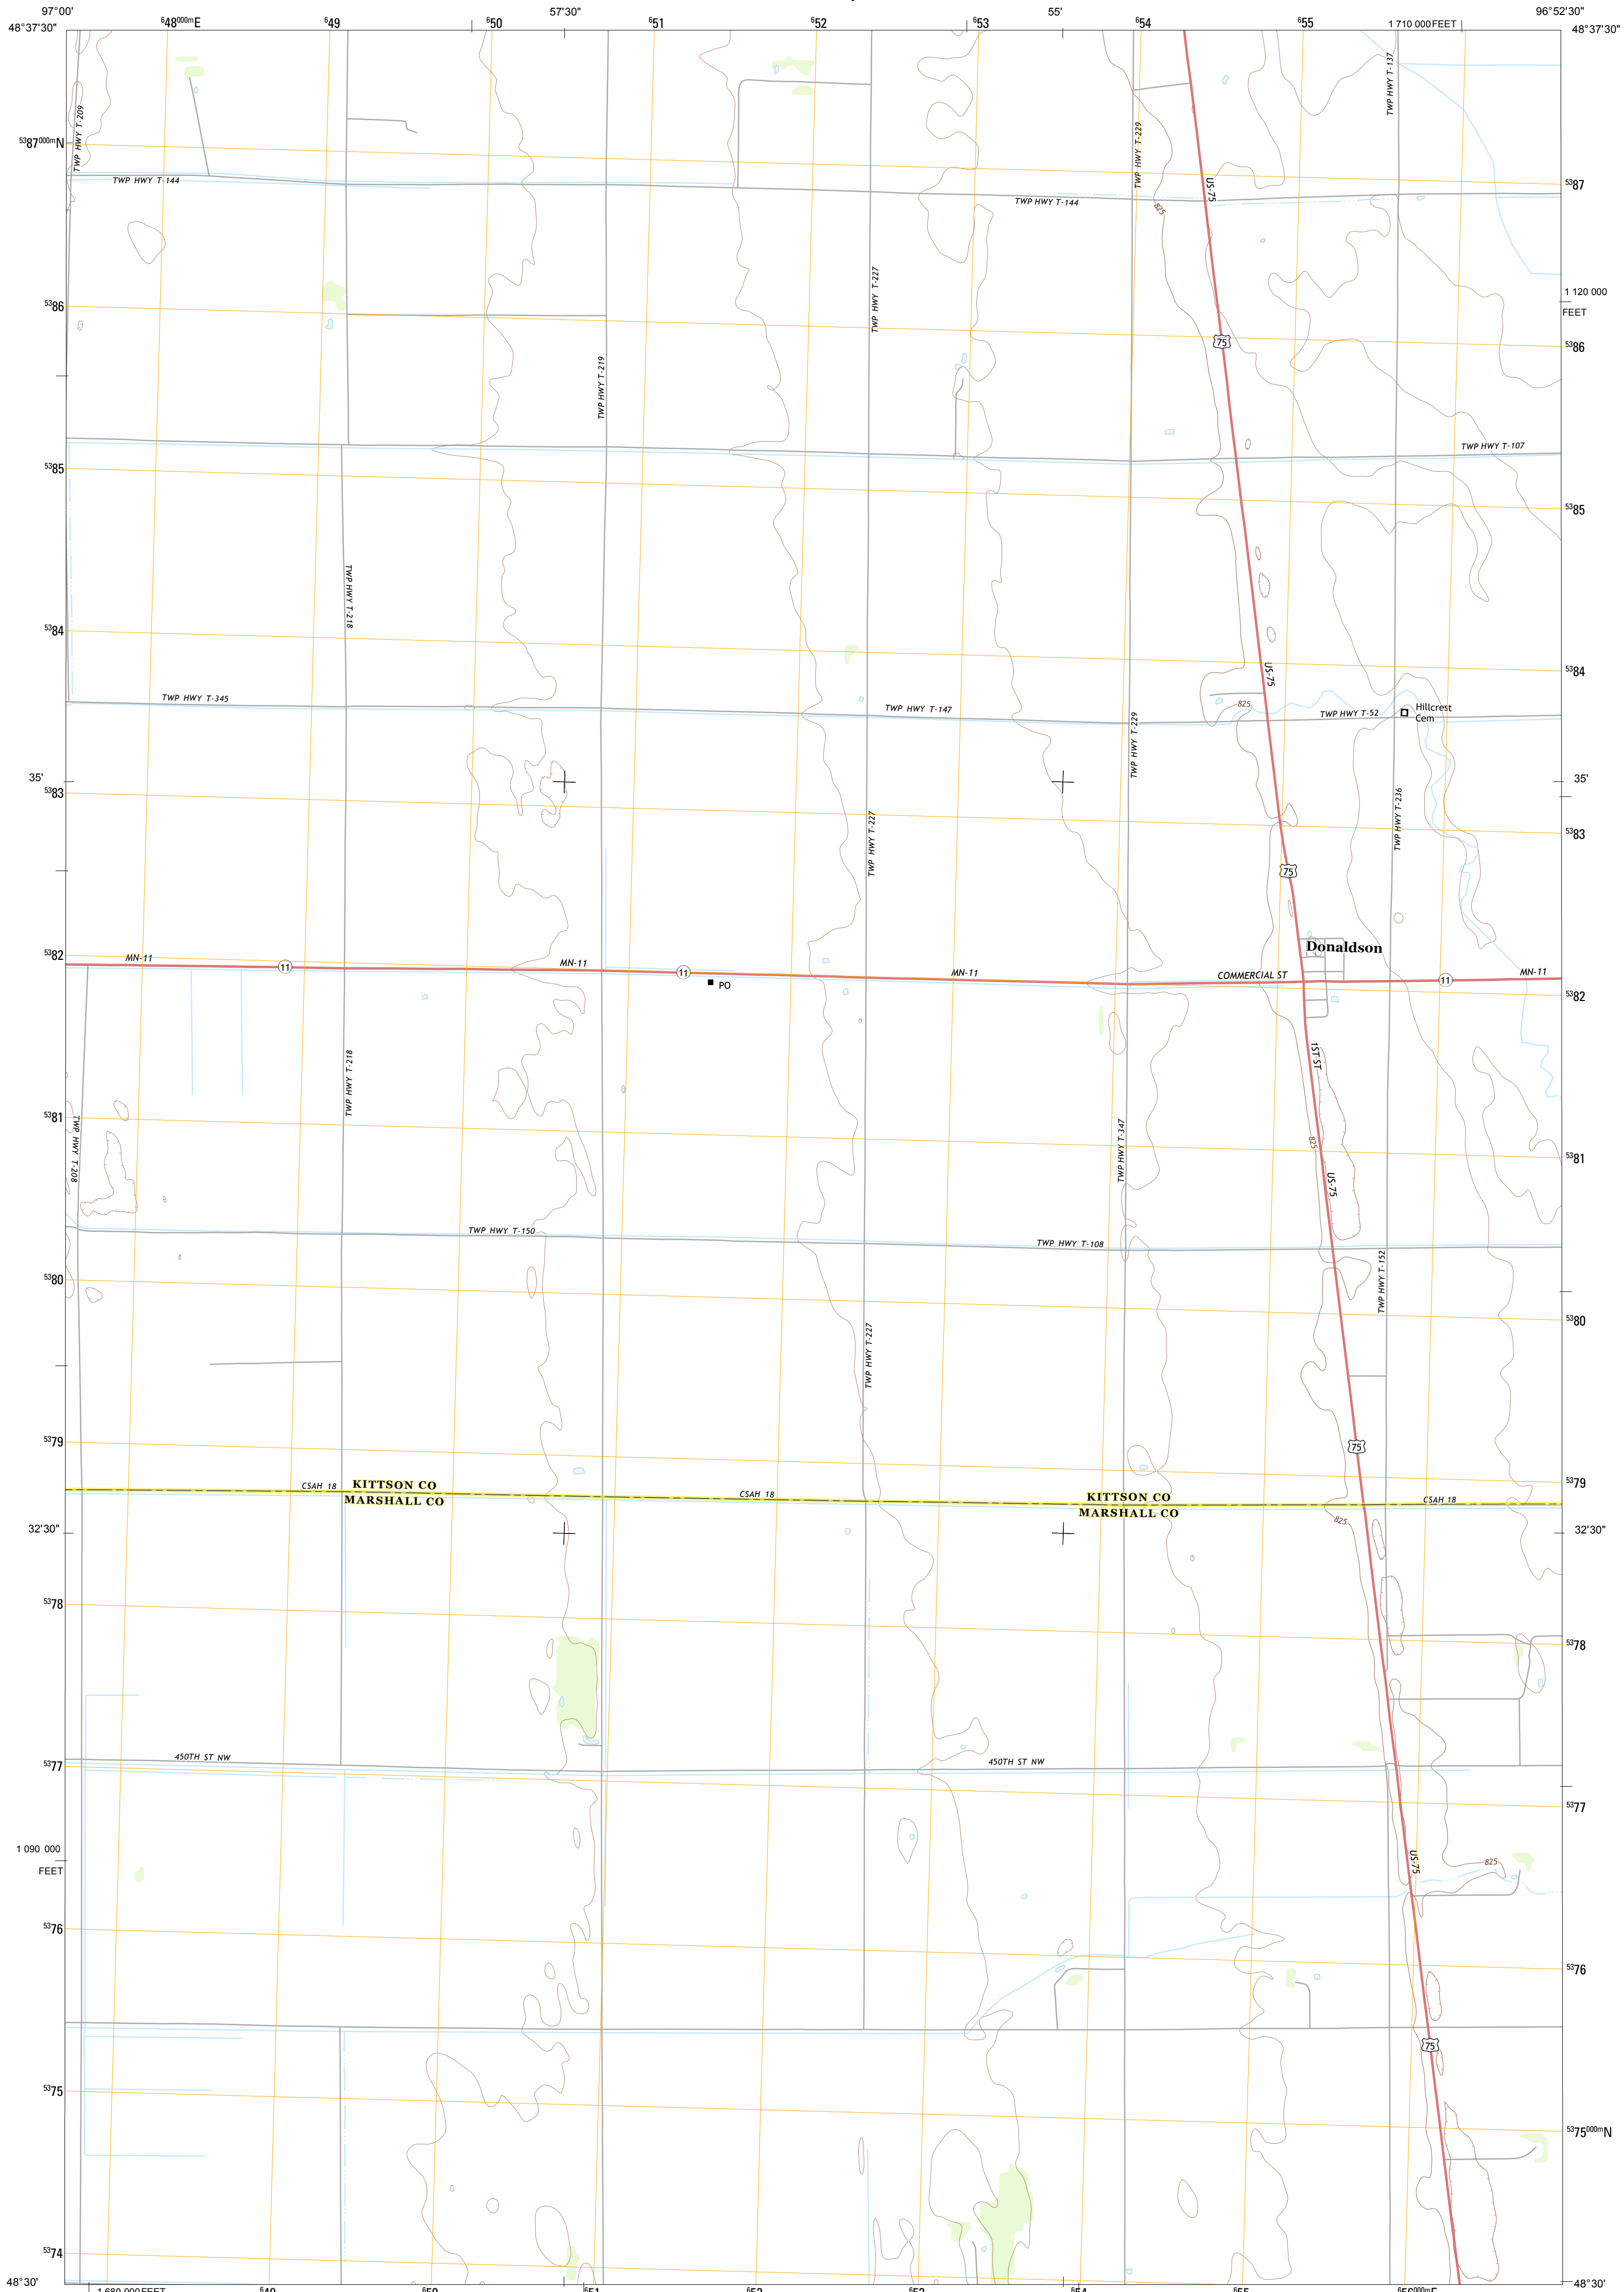 97°00'
⁶48⁰⁰⁰ᵐE
⁶49
⁶50
57'30"
⁶51
⁶52
⁶53
55'
⁶54
⁶55
1 710 000 FEET
96°52'30"
48°37'30"
48°37'30"
TWP HWY T-137
TWP HWY T-209
TWP HWY T-229
⁵³87⁰⁰⁰ᵐN
TWP HWY T-144
US-75
⁵³87
TWP HWY T-144
825
TWP HWY T-227
1 120 000
FEET
⁵³86
75
⁵³86
TWP HWY T-219
TWP HWY T-107
⁵³85
⁵³85
TWP HWY T-218
⁵³84
US-75
⁵³84
TWP HWY T-345
TWP HWY T-147
825
TWP HWY T-52
Hillcrest
Cem
TWP HWY T-229
35'
35'
⁵³83
TWP HWY T-227
TWP HWY T-236
⁵³83
75
Donaldson
⁵³82
MN-11
11
MN-11
11
MN-11
COMMERCIAL ST
11
MN-11
PO
⁵³82
1ST ST
TWP HWY T-218
⁵³81
TWP HWY T-208
TWP HWY T-347
825
⁵³81
US-75
TWP HWY T-150
TWP HWY T-108
TWP HWY T-152
⁵³80
⁵³80
TWP HWY T-227
⁵³79
75
⁵³79
CSAH 18
KITTSON CO
MARSHALL CO
CSAH 18
KITTSON CO
MARSHALL CO
CSAH 18
825
32'30"
32'30"
⁵³78
⁵³78
450TH ST NW
450TH ST NW
⁵³77
⁵³77
1 090 000
FEET
US-75
825
⁵³76
⁵³76
75
⁵³75
⁵³75⁰⁰⁰ᵐN
⁵³74
48°30'
48°30'
1 680 000 FEET